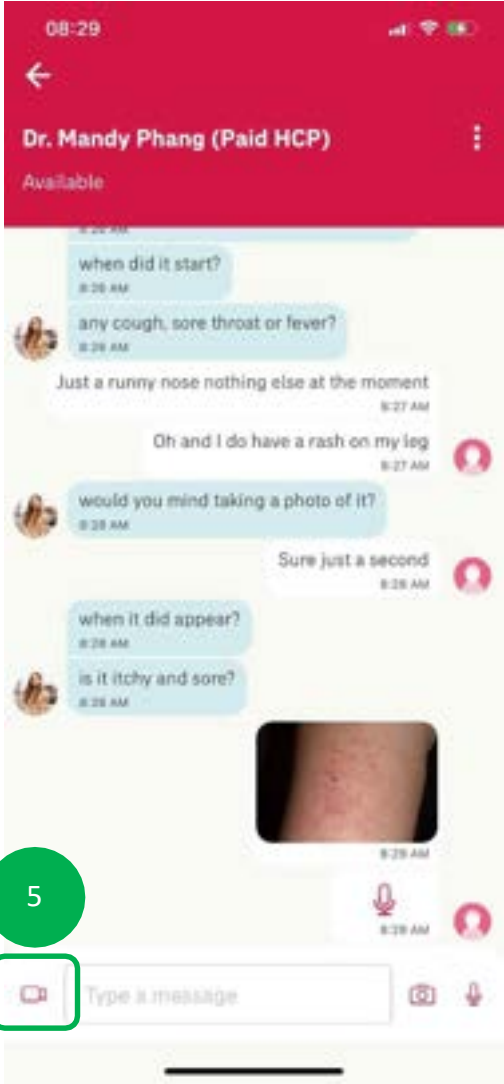 08:29
Dr. Mandy Phang (Paid HCP)
Available
when did it start?
8:26 AM
any cough, sore throat or fever?
8:26 AM
Just a runny nose nothing else at the moment
8:27 AM
Oh and I do have a rash on my leg
8:27 AM
would you mind taking a photo of it?
8:28 AM
Sure just a second
8:28 AM
when it did appear?
8:28 AM
is it itchy and sore?
8:28 AM
8:29 AM
8:29 AM
5
Type a message